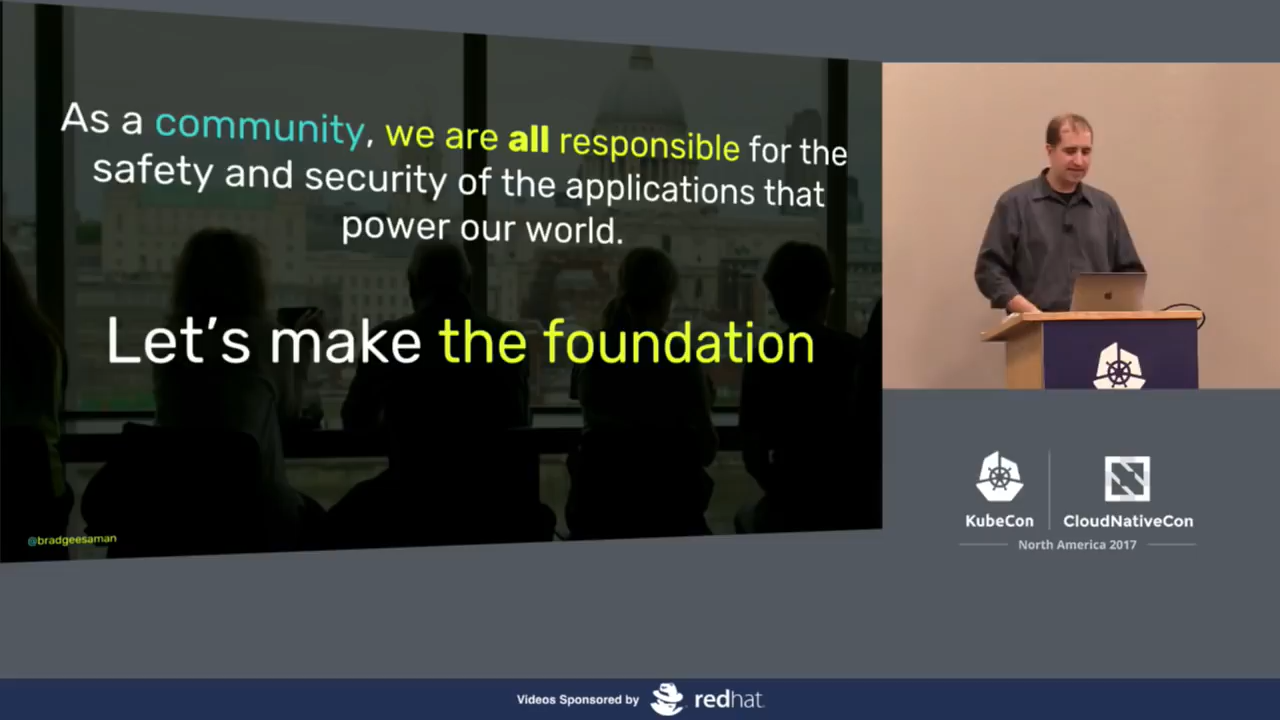 As a community, we are all responsible for the
safety and security of the applications that
power our world.
Let's make the foundation
@bradgeesaman
KubeCon
CloudNativeCon
North America 2017
Videos Sponsored by
redhat.